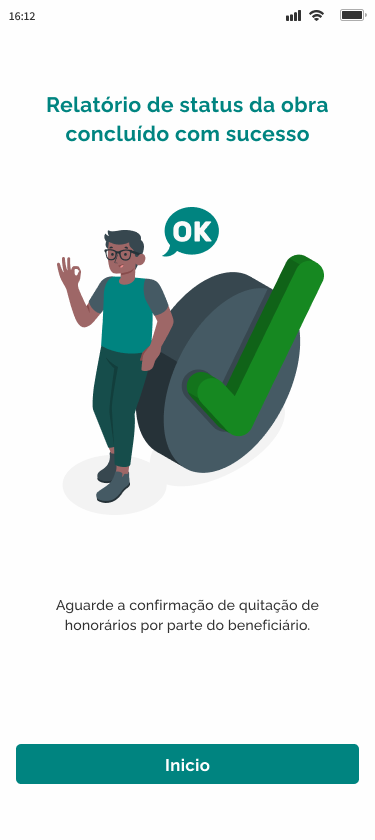 16:12
Relatório de status da obra
concluído com sucesso
OK
Aguarde a confirmação de quitação de
honorários por parte do beneficiário.
Inicio